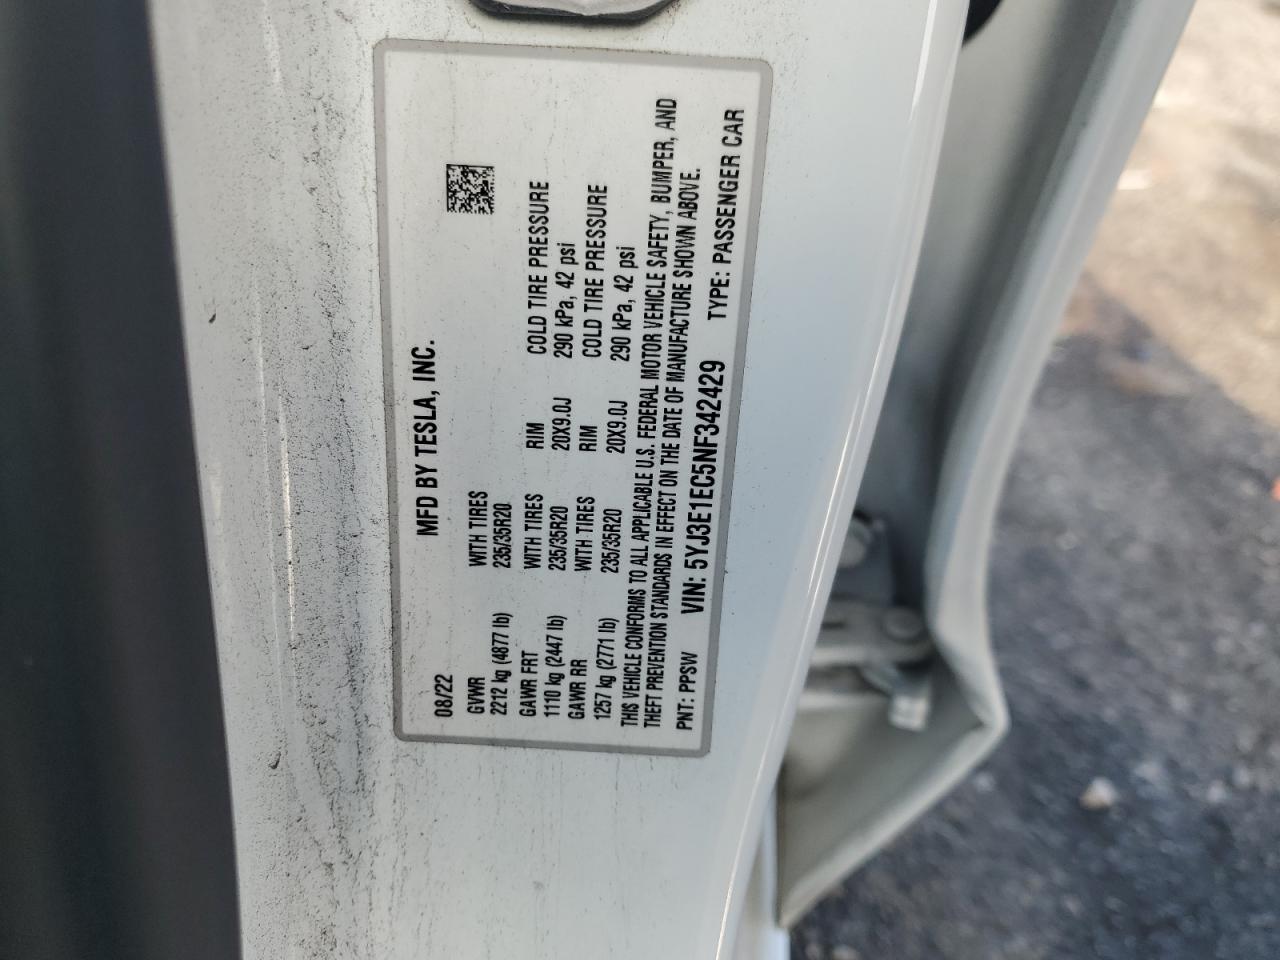 MFD BY TESLA, INC.
08/22
GVWR WITH TIRES
2212 kg (4877 lb) 235/35R20
GAWR FRT WITH TIRES RIM COLD TIRE PRESSURE
1110 kg (2447 lb) 235/35R20 20X9.0J 290 kPa, 42 psi
GAWR RR WITH TIRES RIM COLD TIRE PRESSURE
1257 kg (2771 lb) 235/35R20 20X9.0J 290 kPa, 42 psi
THIS VEHICLE CONFORMS TO ALL APPLICABLE U.S. FEDERAL MOTOR VEHICLE SAFETY, BUMPER, AND
THEFT PREVENTION STANDARDS IN EFFECT ON THE DATE OF MANUFACTURE SHOWN ABOVE.
PNT: PPSW VIN: 5YJ3E1EC5NF342429 TYPE: PASSENGER CAR